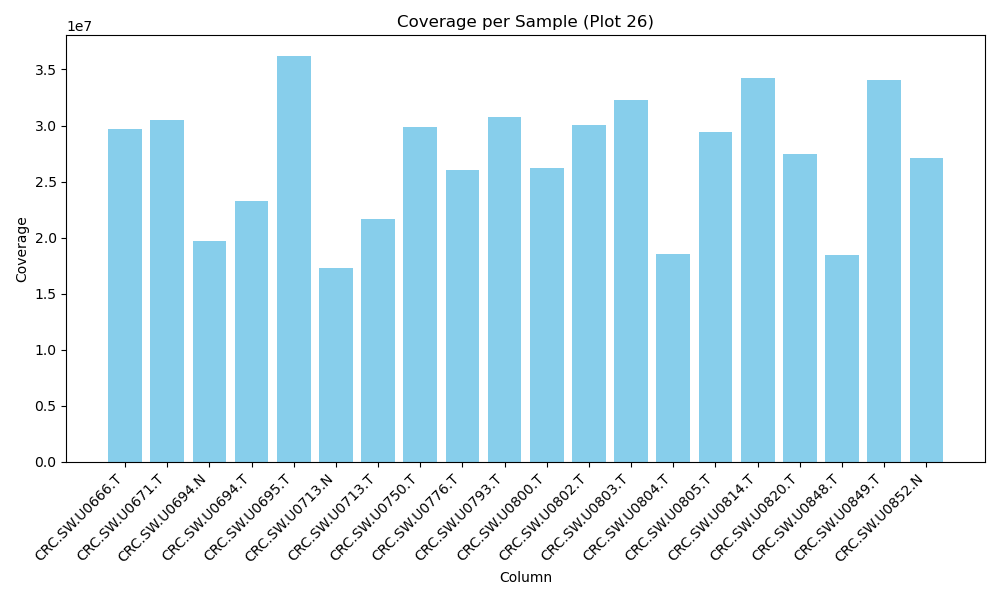 Coverage per Sample (Plot 26)
1e7
3.5
3.0
2.5
2.0
1.5
1.0
0.5
0.0
Coverage
CRC.SW.U0666.T
CRC.SW.U0671.T
CRC.SW.U0694.N
CRC.SW.U0694.T
CRC.SW.U0695.T
CRC.SW.U0713.N
CRC.SW.U0713.T
CRC.SW.U0750.T
CRC.SW.U0776.T
CRC.SW.U0793.T
CRC.SW.U0800.T
CRC.SW.U0802.T
CRC.SW.U0803.T
CRC.SW.U0804.T
CRC.SW.U0805.T
CRC.SW.U0814.T
CRC.SW.U0820.T
CRC.SW.U0848.T
CRC.SW.U0849.T
CRC.SW.U0852.N
Column